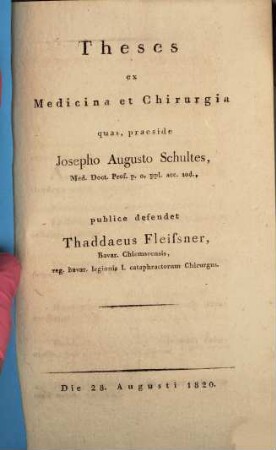 Theses
ex
Medicina et Chirurgia
quas, praeside
Josepho Augusto Schultes,
Med. Doct. Prof. p. o. ppl. acc. sod.,
publice defendet
Thaddaeus Fleiſsner,
Bavar. Chiemseensis,
reg. bavar. legionis I. cataphractorum Chirurgus.
Die 28. Augusti 1820.